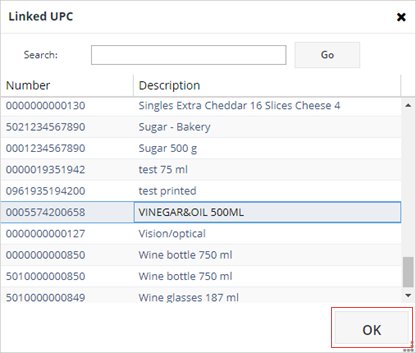 Linked UPC
Search: Go
Number Description
0000000000130 Singles Extra Cheddar 16 Slices Cheese 4
5021234567890 Sugar - Bakery
0001234567890 Sugar 500 g
0000019351942 test 75 ml
0961935194200 test printed
0005574200658 VINEGAR&OIL 500ML
0000000000127 Vision/optical
0000000000850 Wine bottle 750 ml
5010000000850 Wine bottle 750 ml
5010000000849 Wine glasses 187 ml
OK